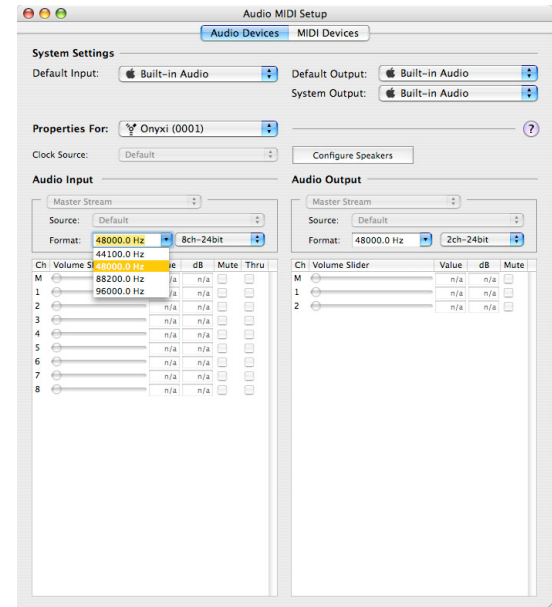 Audio MIDI Setup
Audio Devices MIDI Devices
System Settings
Default Input: Built-in Audio Default Output: Built-in Audio
System Output: Built-in Audio
Properties For: Onyxi (0001) ?
Clock Source: Default Configure Speakers
Audio Input Audio Output
Master Stream Master Stream
Source: Default Source: Default
Format: 48000.0 Hz 8ch-24bit Format: 48000.0 Hz 2ch-24bit
44100.0 Hz
48000.0 Hz
88200.0 Hz
96000.0 Hz
Ch Volume Sl ue dB Mute Thru Ch Volume Slider Value dB Mute
M /a n/a M n/a n/a
1 /a n/a 1 n/a n/a
2 n/a n/a 2 n/a n/a
3 n/a n/a
4 n/a n/a
5 n/a n/a
6 n/a n/a
7 n/a n/a
8 n/a n/a